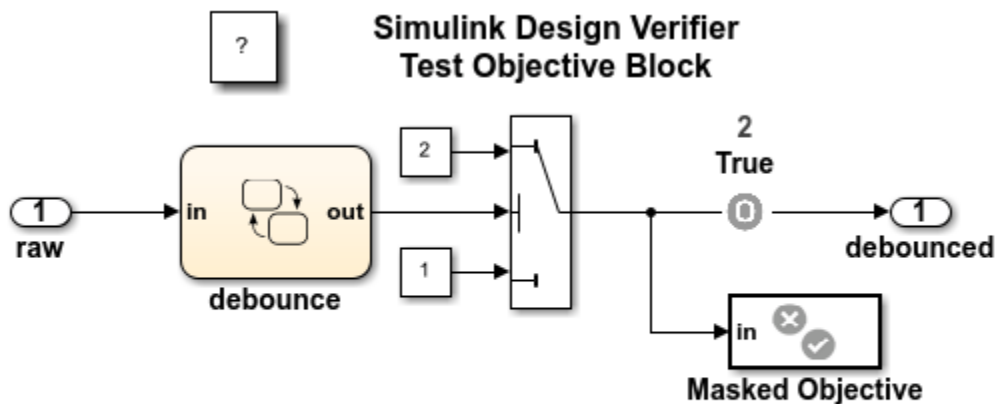 ?
Simulink Design Verifier
Test Objective Block
2
2
True
1
in
out
1
raw
debounced
1
debounce
in
Masked Objective